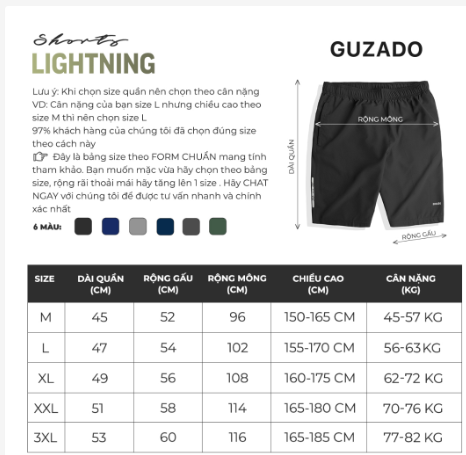 Shorts
LIGHTNING
GUZADO
Lưu ý: Khi chọn size quần nên chọn theo cân nặng
VD: Cân nặng của bạn size L nhưng chiều cao theo
size M thì nên chọn size L
97% khách hàng của chúng tôi đã chọn đúng size
theo cách này
Đây là bảng size theo FORM CHUẨN mang tính
tham khảo. Bạn muốn mặc vừa hãy chọn theo bảng
size, rộng rãi thoải mái hãy tăng lên 1 size . Hãy CHAT
NGAY với chúng tôi để được tư vấn nhanh và chính
xác nhất
6 MÀU:
RỘNG MÔNG
DÀI QUẦN
RỘNG GẤU
SIZE DÀI QUẦN (CM) RỘNG GẤU (CM) RỘNG MÔNG (CM) CHIỀU CAO (CM) CÂN NẶNG (KG)
M 45 52 96 150-165 CM 45-57 KG
L 47 54 102 155-170 CM 56-63KG
XL 49 56 108 160-175 CM 62-72 KG
XXL 51 58 114 165-180 CM 70-76 KG
3XL 53 60 116 165-185 CM 77-82 KG